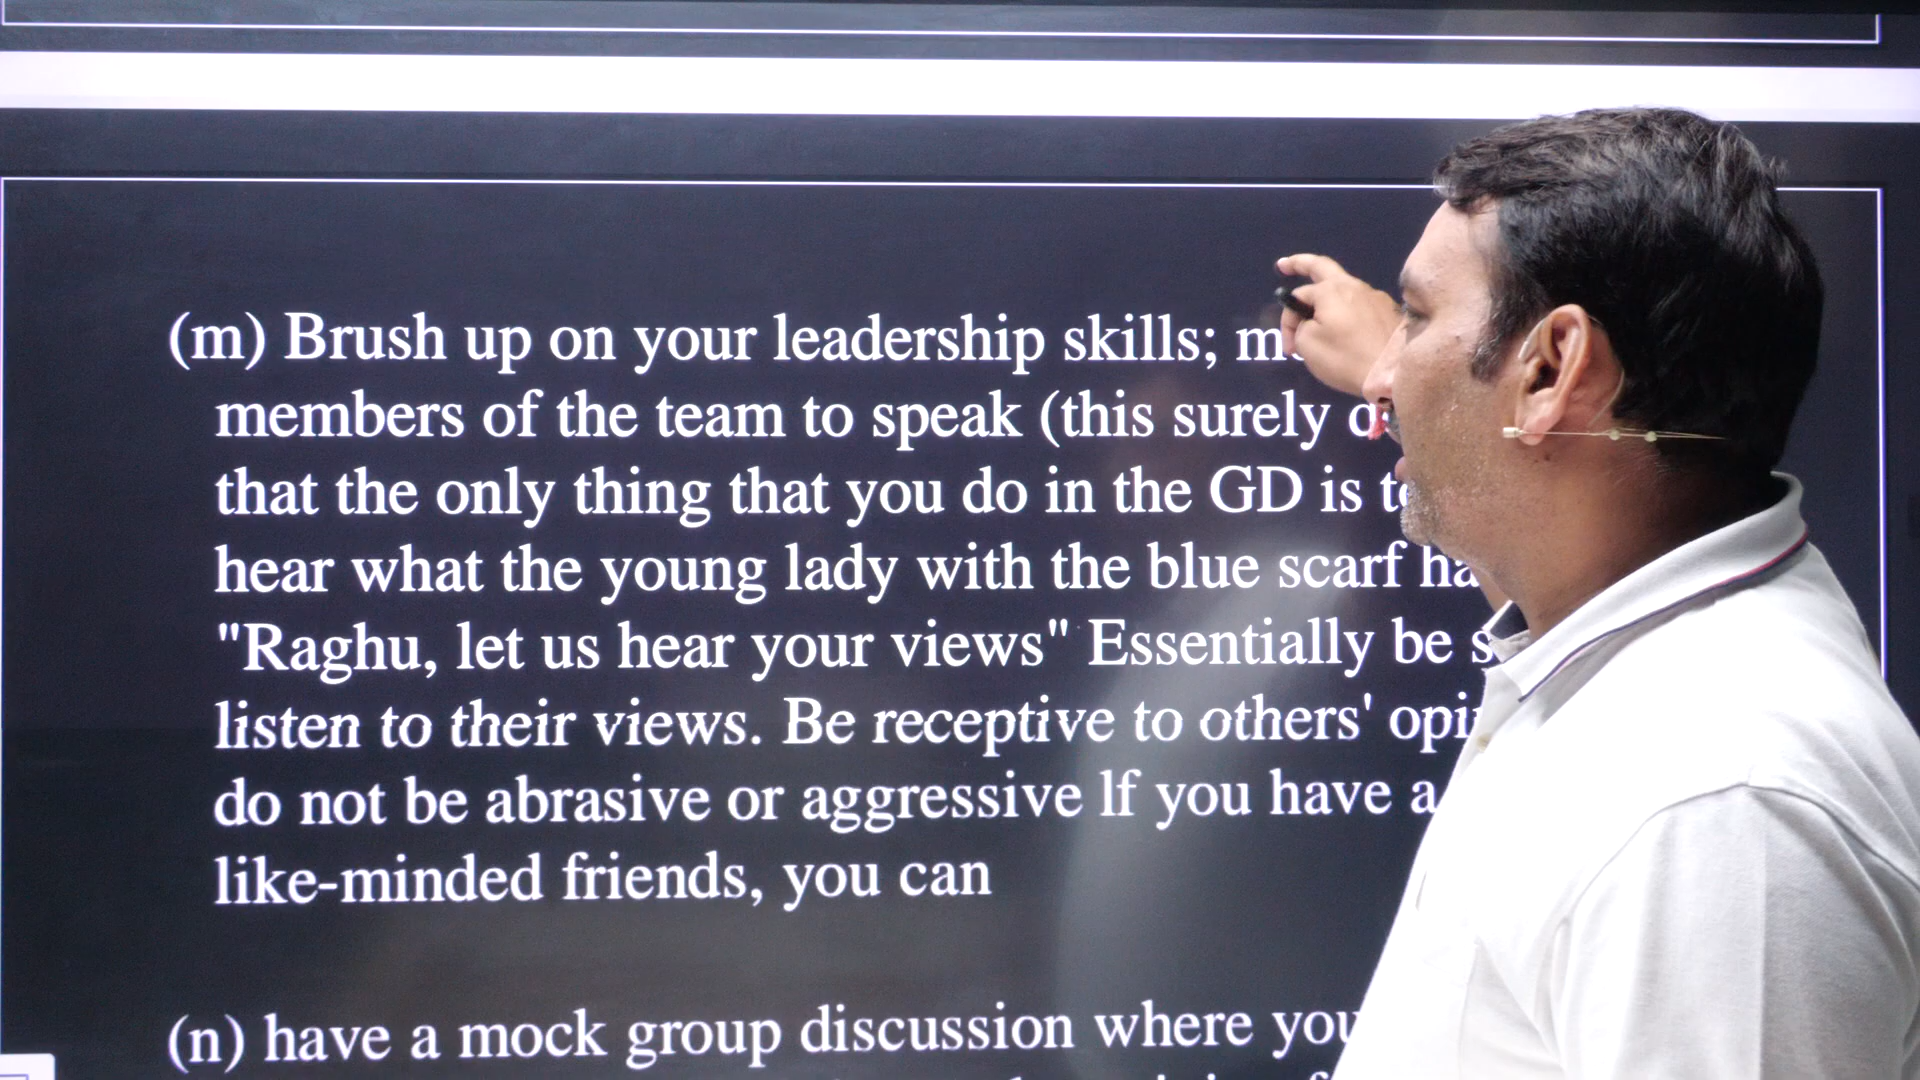 (m) Brush up on your leadership skills;
members of the team to speak (this surely
that the only thing that you do in the GD is
hear what the young lady with the blue scarf
"Raghu, let us hear your views" Essentially be
listen to their views. Be receptive to others'
do not be abrasive or aggressive lf you have a
like-minded friends, you can
(n) have a mock group discussion where you